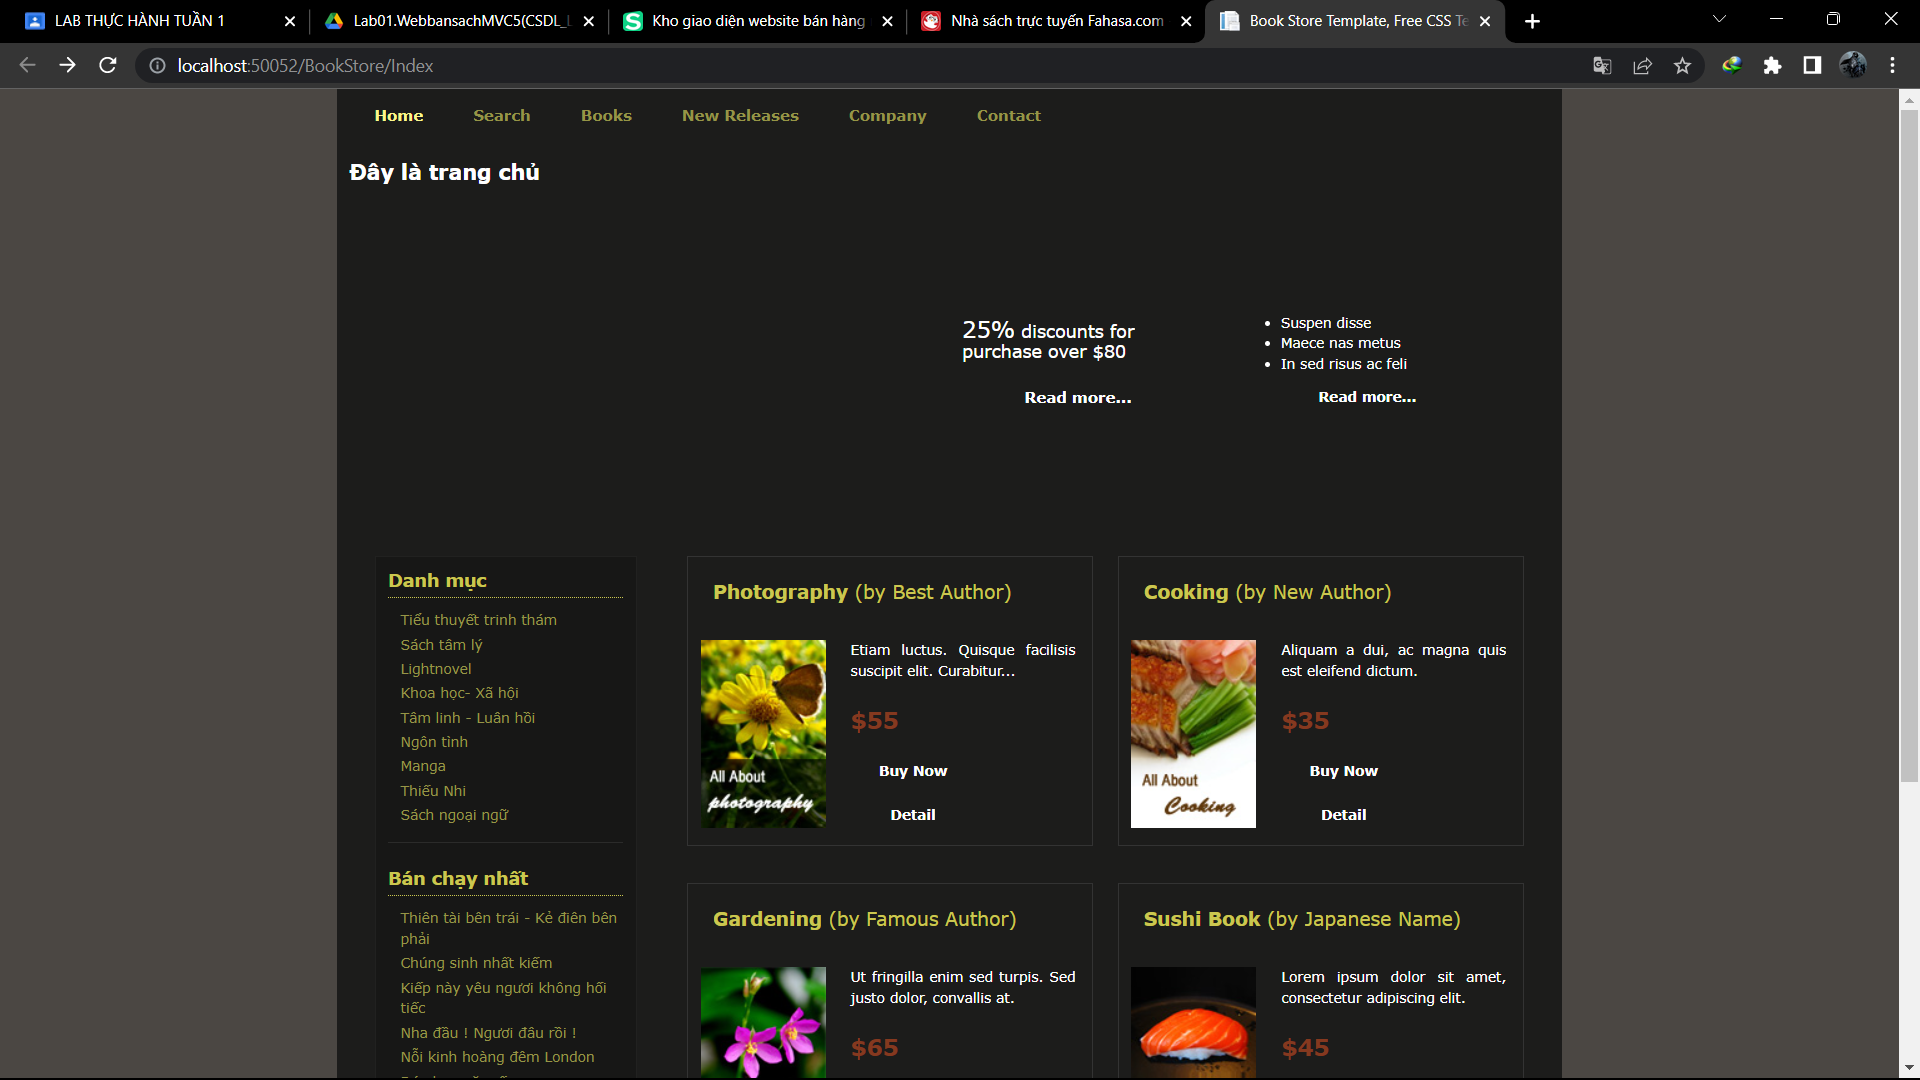 LAB THỰC HÀNH TUẦN 1
Lab01.WebbansachMVC5(CSDL_
Kho giao diện website bán hàng
Nhà sách trực tuyến Fahasa.com
Book Store Template, Free CSS Te
localhost:50052/BookStore/Index
Home
Search
Books
New Releases
Company
Contact
Đây là trang chủ
25% discounts for
purchase over $80
Read more...
Suspen disse
Maece nas metus
In sed risus ac feli
Read more...
Danh mục
Tiểu thuyết trinh thám
Sách tâm lý
Lightnovel
Khoa học- Xã hội
Tâm linh - Luân hồi
Ngôn tình
Manga
Thiếu Nhi
Sách ngoại ngữ
Bán chạy nhất
Thiên tài bên trái - Kẻ điên bên
phải
Chúng sinh nhất kiếm
Kiếp này yêu ngươi không hối
tiếc
Nha đầu ! Ngươi đâu rồi !
Nỗi kinh hoàng đêm London
Photography (by Best Author)
Etiam luctus. Quisque facilisis
suscipit elit. Curabitur...
$55
Buy Now
Detail
All About
photography
Cooking (by New Author)
Aliquam a dui, ac magna quis
est eleifend dictum.
$35
Buy Now
Detail
All About
Cooking
Gardening (by Famous Author)
Ut fringilla enim sed turpis. Sed
justo dolor, convallis at.
$65
Sushi Book (by Japanese Name)
Lorem ipsum dolor sit amet,
consectetur adipiscing elit.
$45